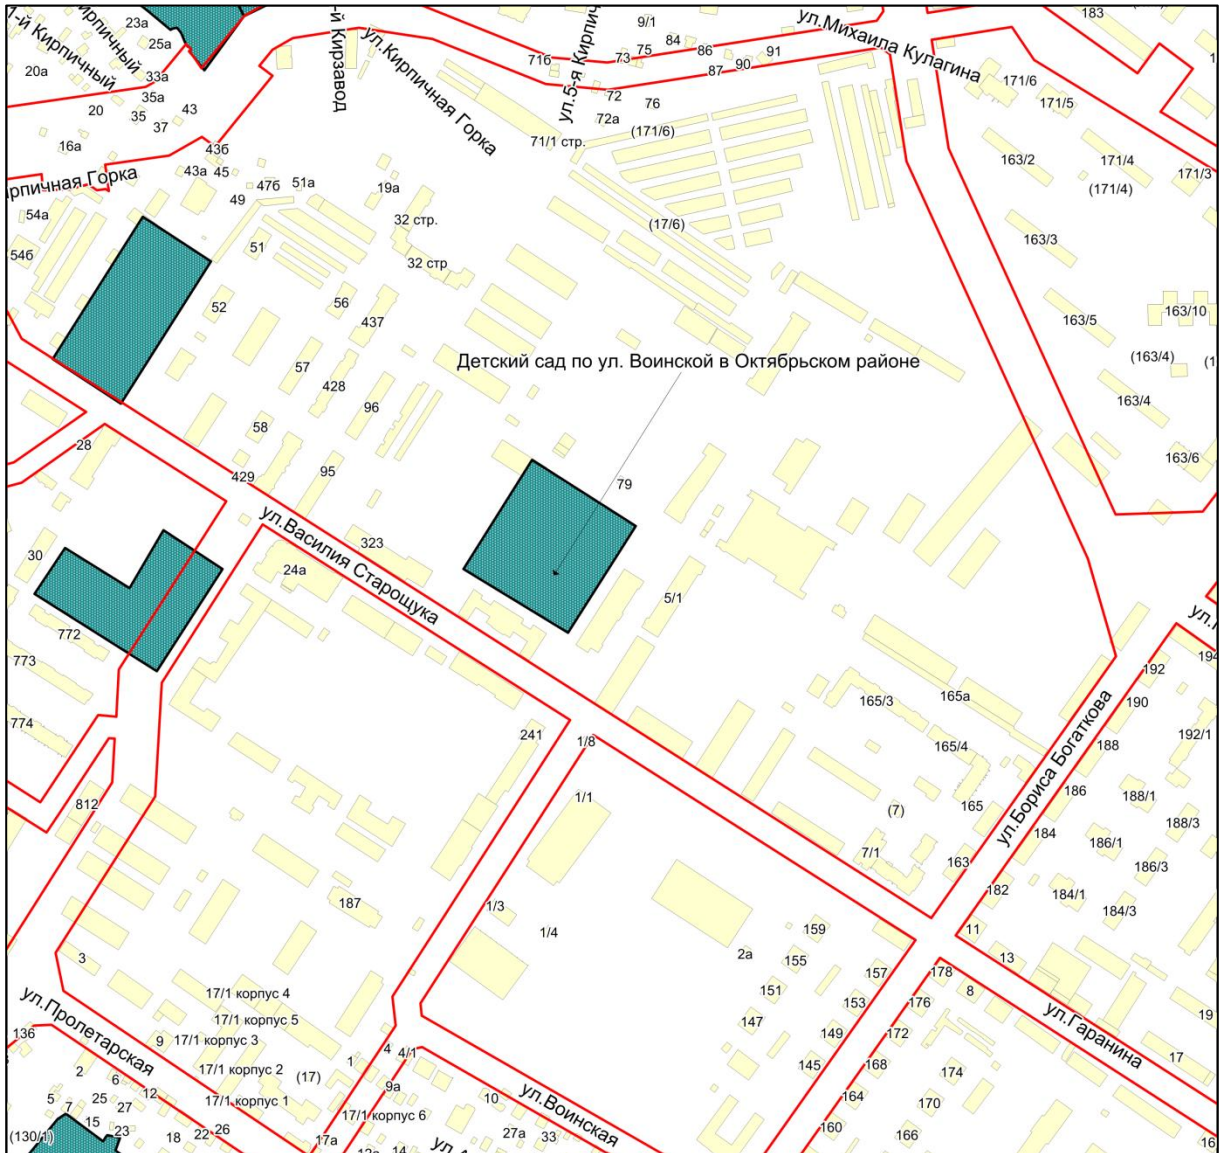 23а
25а
1-й Кирпичный
20а
33а
35а
20
35
37
43
16а
43б
43а
45
47б
51а
49
54а
54б
51
52
1-й Кирзавод
ул.Кирпичная Горка
ул.5-я Кирпич
71б
9/1
84
75
73
86
91
90
87
72
76
72а
(171/6)
71/1 стр.
19а
32 стр.
32 стр
(17/6)
ул.Михаила Кулагина
183
171/6
171/5
163/2
171/4
(171/4)
171/3
163/3
163/10
163/5
(163/4)
163/4
163/6
56
437
57
428
96
58
429
95
28
30
Детский сад по ул. Воинской в Октябрьском районе
79
323
ул.Василия Старощука
24а
5/1
772
773
774
165/3
165а
165/4
165
192
194
190
188
192/1
186
188/1
188/3
184
186/1
186/3
ул.Бориса Богаткова
241
1/8
1/1
(7)
7/1
163
182
184/1
184/3
812
187
1/3
1/4
159
2а
155
157
151
153
147
149
145
11
13
178
8
176
172
174
168
170
164
160
166
ул.Гаранина
17
3
ул.Пролетарская
17/1 корпус 4
17/1 корпус 5
17/1 корпус 3
9
17/1 корпус 2
(17)
17/1 корпус 1
17/1 корпус 6
17а
136
2
6
12
5
25
7
27
15
23
18
22
26
(130/1)
1
4
4/1
9а
10
14
27а
33
ул.Воинская